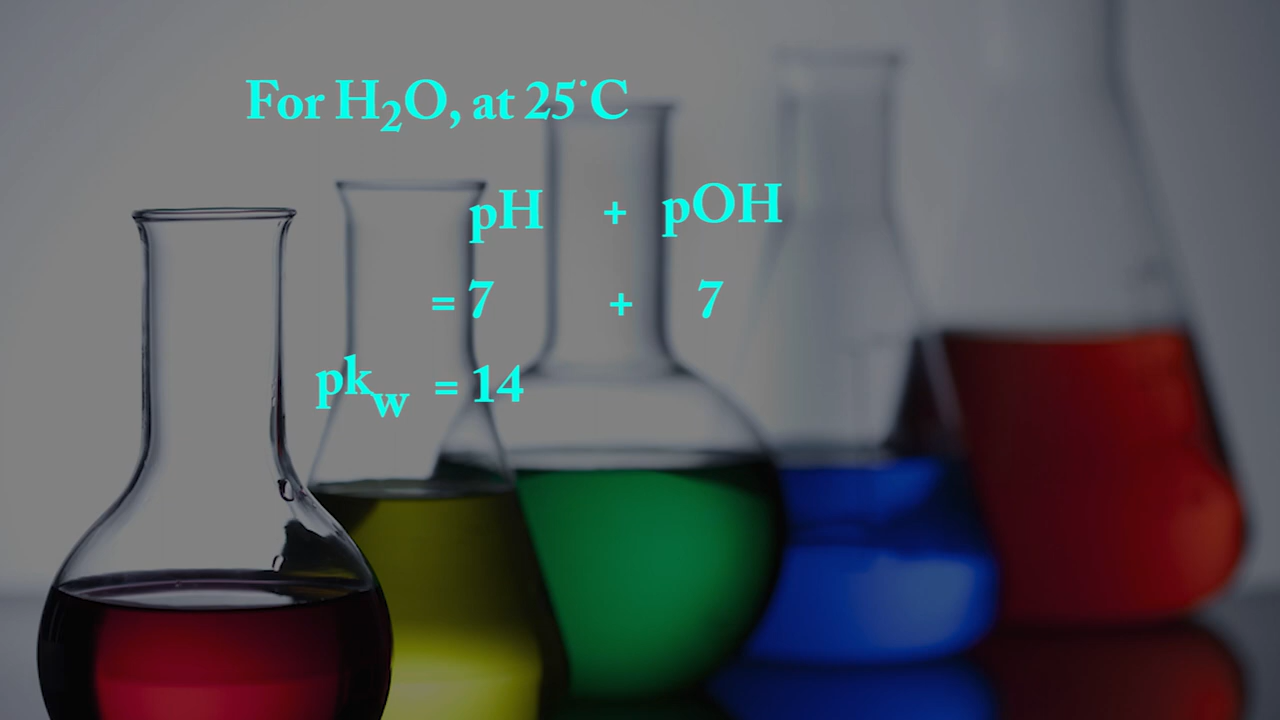 For H₂O, at 25°C
pH + pOH
= 7 + 7
pkw = 14